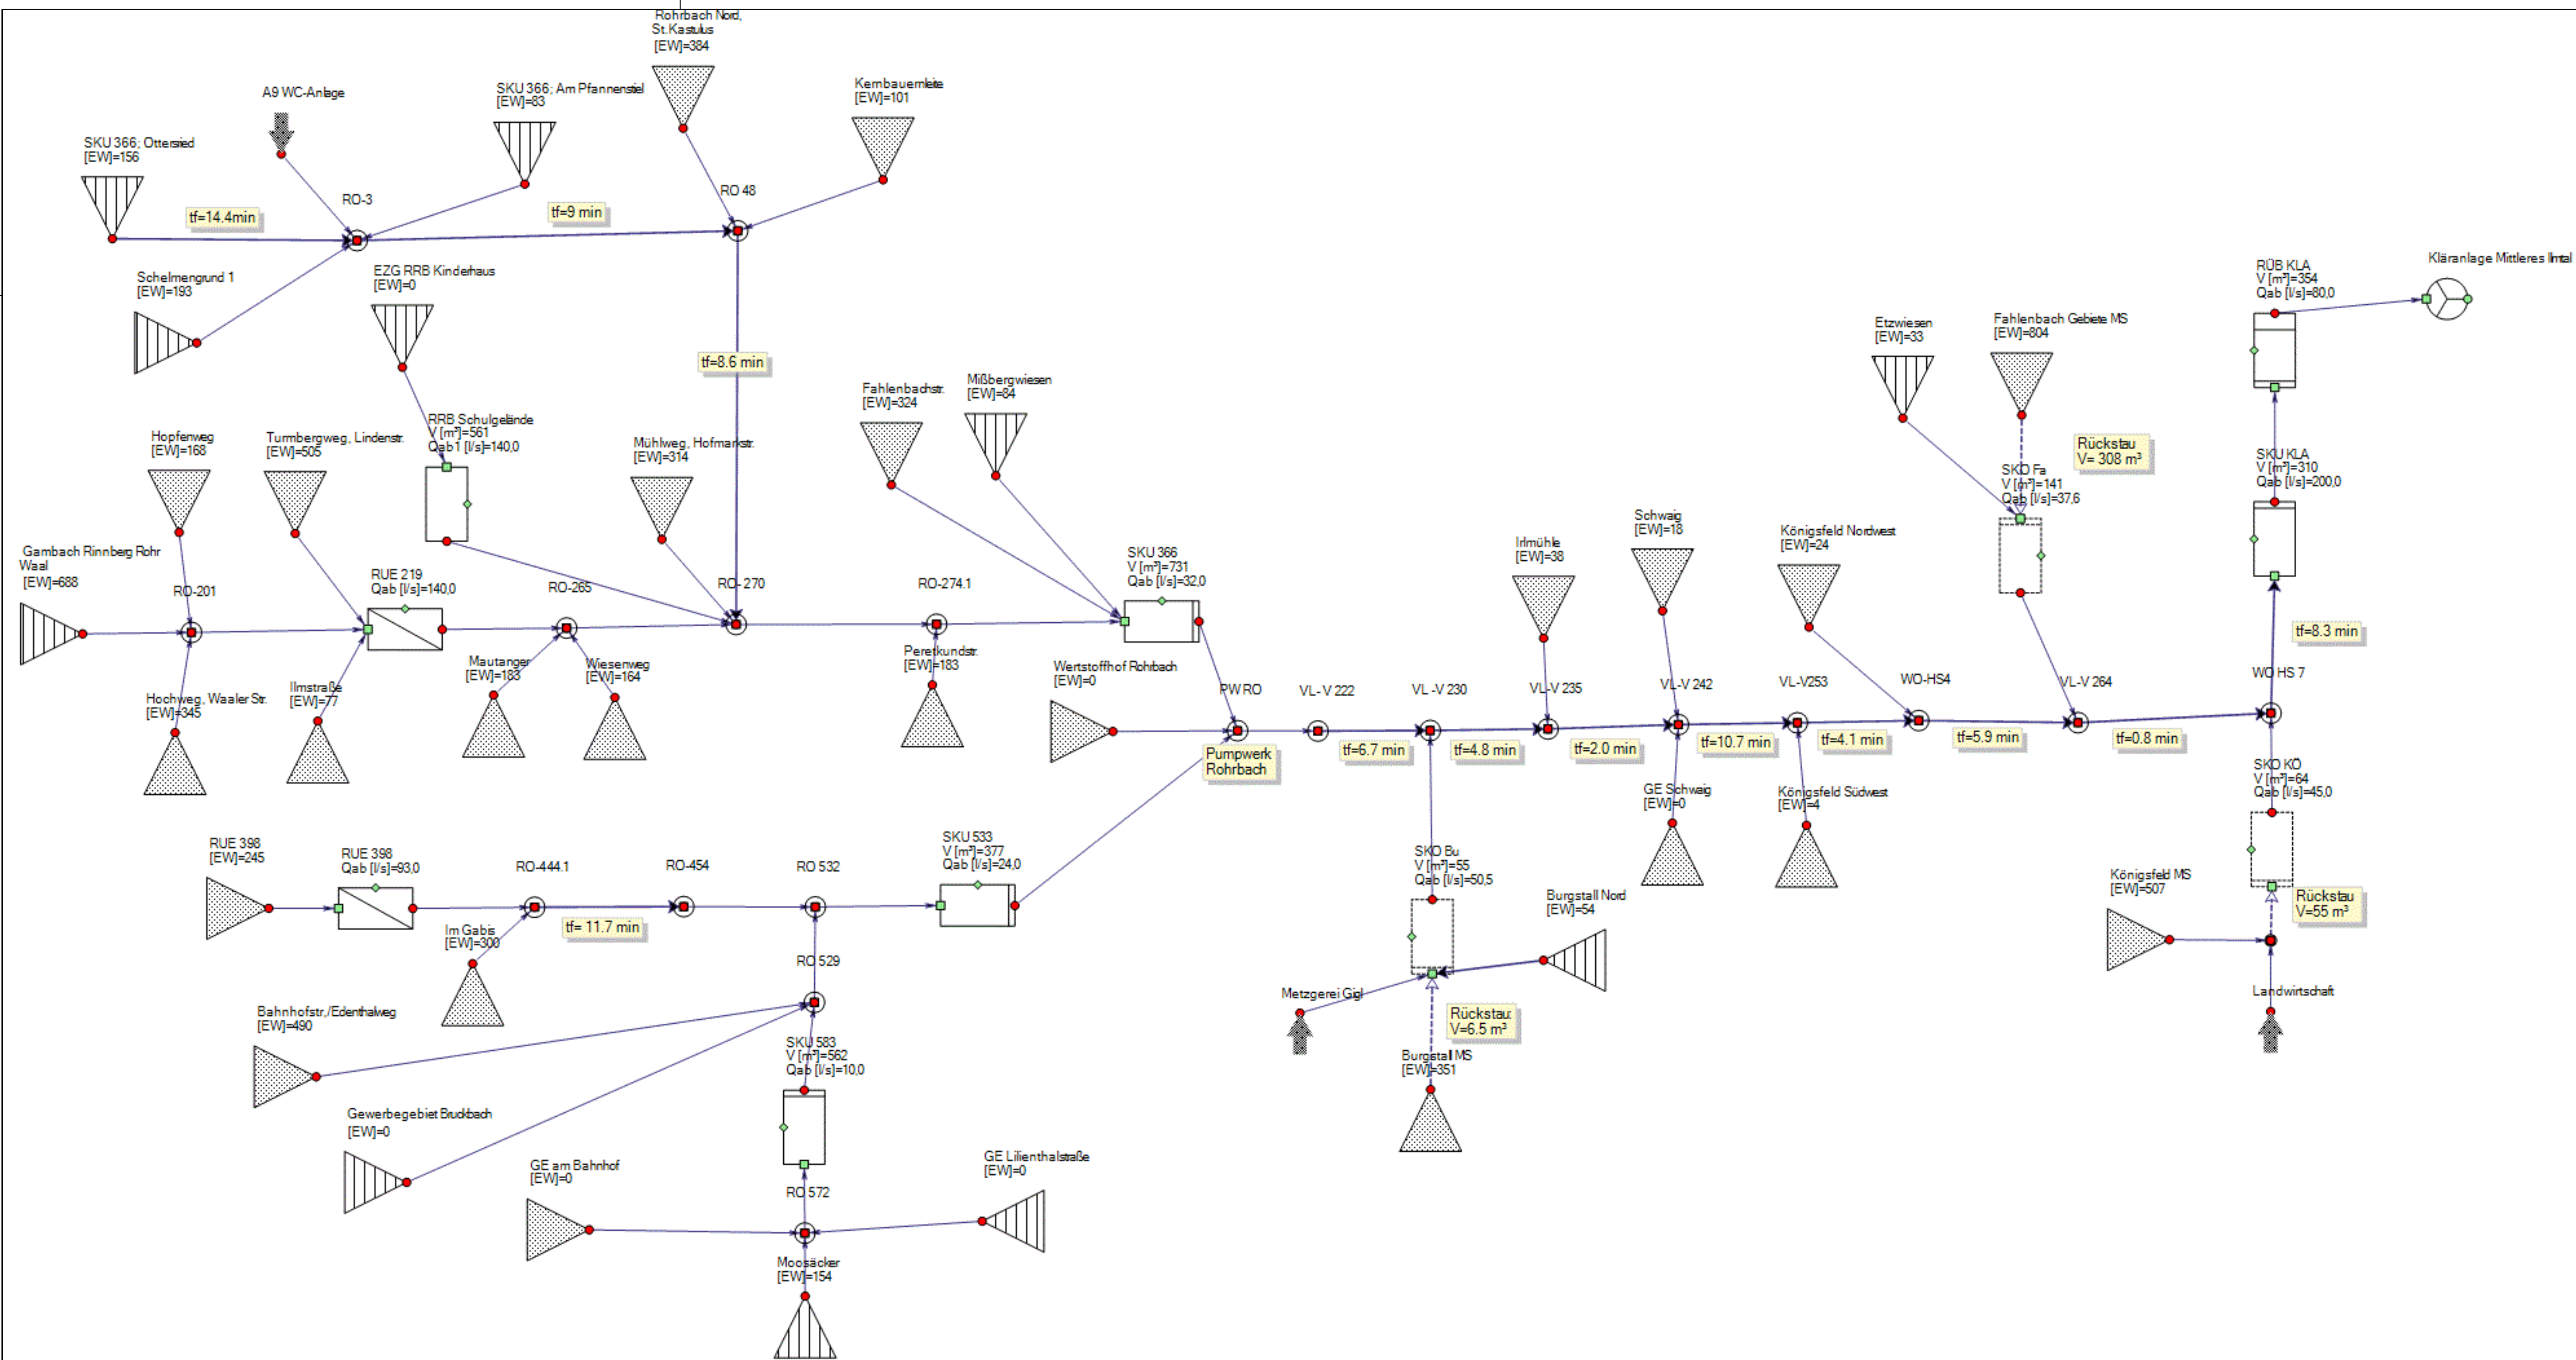 Rohrbach Nord,
St.Kastulus
[EW]=384
Kernbauernleite
[EW]=101
A9 WC-Anlage
SKU 366; Am Pfannenstiel
[EW]=83
SKU 366; Ottersried
[EW]=156
RO-3
RO 48
tf=14.4min
tf=9 min
Schelmengrund 1
[EW]=193
EZG RRB Kinderhaus
[EW]=0
tf=8.6 min
RÜB KLA
V [m³]=354
Qab [l/s]=80,0
Kläranlage Mittleres Ilmtal
Etzwiesen
[EW]=33
Fahlenbach Gebiete MS
[EW]=804
Fahlenbachstr.
[EW]=324
Mißbergwiesen
[EW]=84
RRB Schulgelände
V [m³]=561
Qab1 [l/s]=140,0
Hopfenweg
[EW]=168
Turmbergweg, Lindenstr.
[EW]=505
Mühlweg, Hofmarkstr.
[EW]=314
Rückstau
V= 308 m³
SKO Fa
V [m³]=141
Qab [l/s]=37,6
SKU KLA
V [m³]=310
Qab [l/s]=200,0
Gambach Rinnberg Rohr
Waal
[EW]=688
RO-201
RUE 219
Qab [l/s]=140,0
RO-265
RO- 270
RO-274.1
SKU 366
V [m³]=731
Qab [l/s]=32,0
Irlmühle
[EW]=38
Schwaig
[EW]=18
Königsfeld Nordwest
[EW]=24
tf=8.3 min
Hochweg, Waaler Str.
[EW]=345
Ilmstraße
[EW]=77
Mautanger
[EW]=183
Wiesenweg
[EW]=164
Peretkundstr.
[EW]=183
Wertstoffhof Rohrbach
[EW]=0
PW RO
VL- V 222
VL -V 230
VL-V 235
VL-V 242
VL-V253
WO-HS4
VL-V 264
WO HS 7
Pumpwerk
Rohrbach
tf=6.7 min
tf=4.8 min
tf=2.0 min
tf=10.7 min
tf=4.1 min
tf=5.9 min
tf=0.8 min
GE Schwaig
[EW]=0
Königsfeld Südwest
[EW]=4
SKO KÖ
V [m³]=64
Qab [l/s]=45,0
RUE 398
[EW]=245
RUE 398
Qab [l/s]=93,0
RO-444.1
RO-454
RO 532
SKU 533
V [m³]=377
Qab [l/s]=24,0
SKO Bu
V [m³]=55
Qab [l/s]=50,5
Burgstall Nord
[EW]=54
Königsfeld MS
[EW]=507
Rückstau
V=55 m³
Im Gabis
[EW]=300
tf= 11.7 min
RO 529
Metzgerei Gigl
Landwirtschaft
Bahnhofstr,/Edenthalweg
[EW]=490
Rückstau:
V=6.5 m³
SKU 583
V [m³]=562
Qab [l/s]=10,0
Burgstall MS
[EW]=351
Gewerbegebiet Bruckbach
[EW]=0
GE am Bahnhof
[EW]=0
GE Lilienthalstraße
[EW]=0
RO 572
Moosäcker
[EW]=154